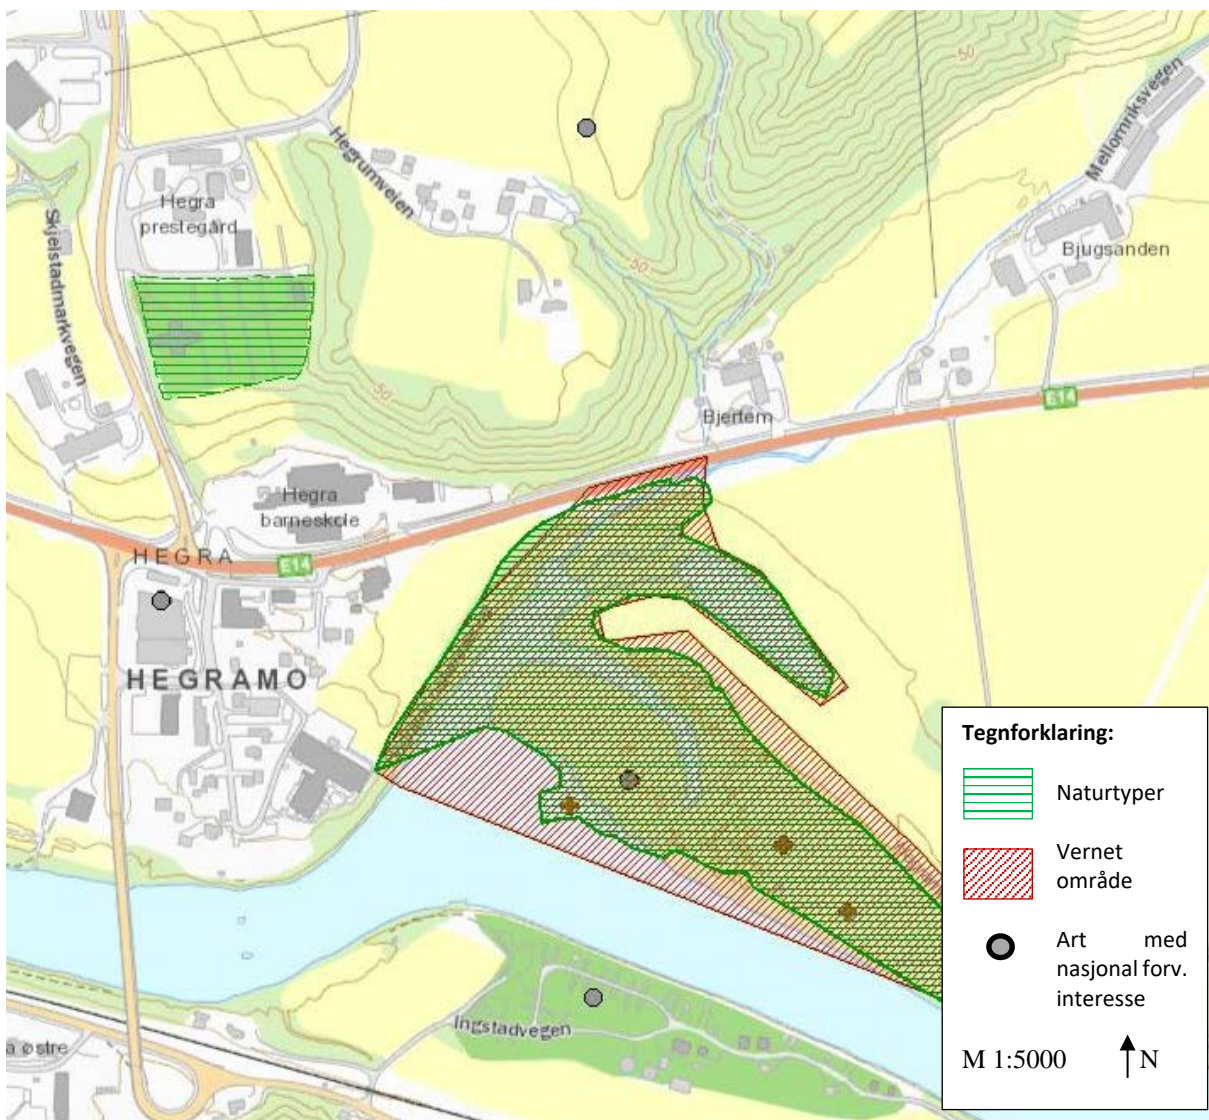 50
Mellomriksvegen
Hegrumveien
Hegra
prestegård
Skjelstadmarkvegen
50
Bjugsanden
50
E14
Bjertem
Hegra
barneskole
HEGRA
E14
HEGRAMO
Tegnforklaring:
Naturtyper
Vernet
område
Art med
nasjonal forv.
interesse
M 1:5000
N
Ingstadvegen
a østre